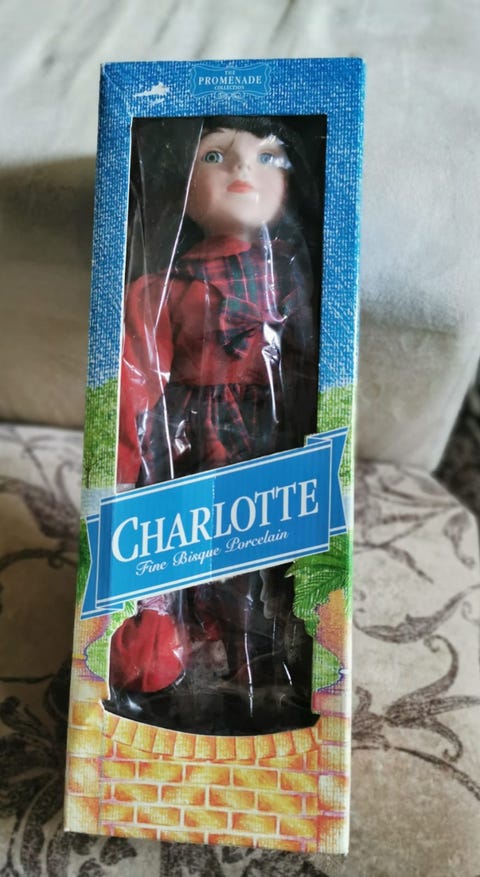 THE
PROMENADE
COLLECTION
CHARLOTTE
Fine Bisque Porcelain